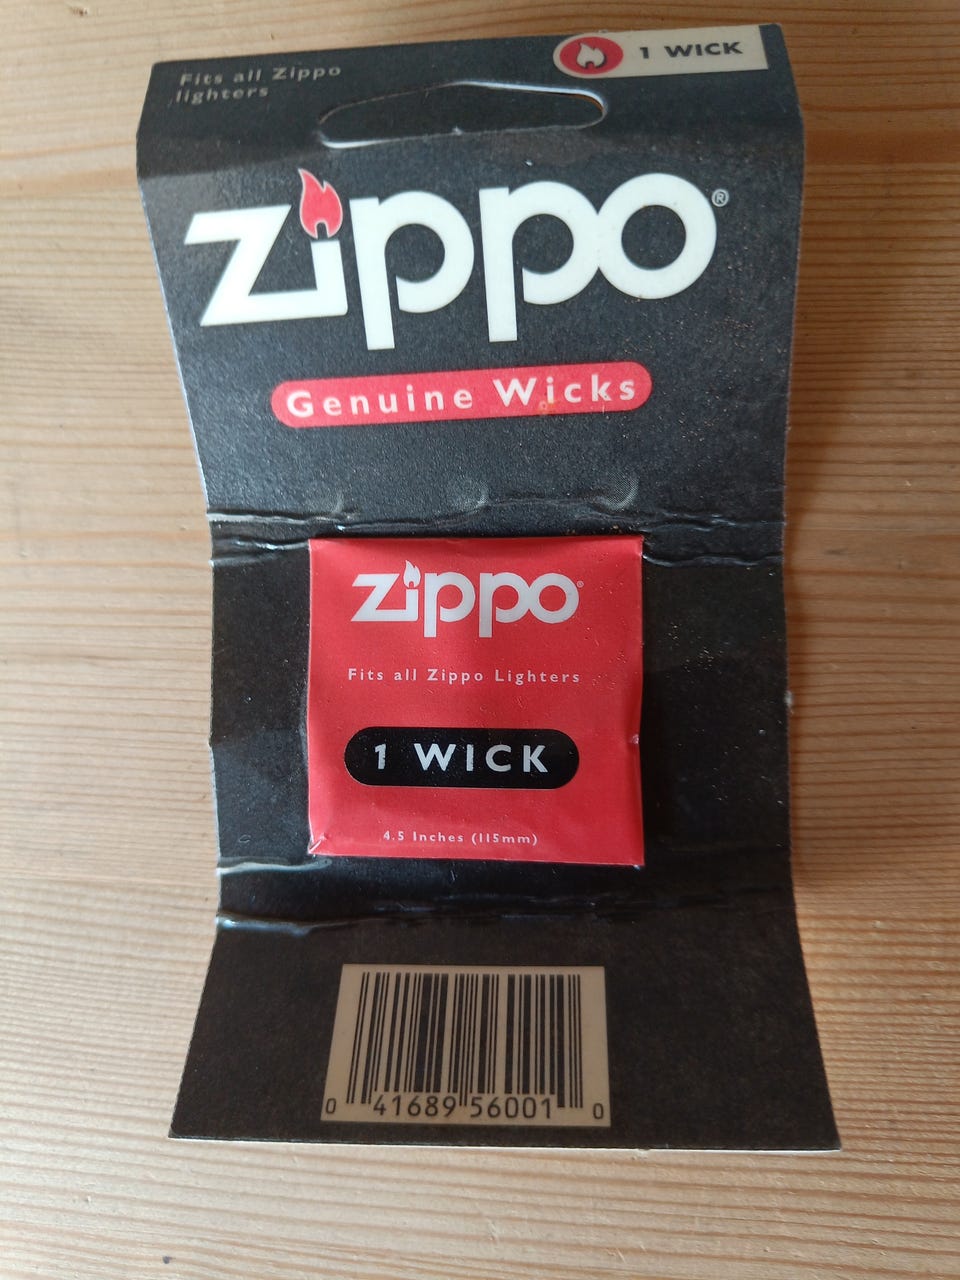 Fits all Zippo
lighters
1 WICK
Zippo®
Genuine Wicks
Zippo®
Fits all Zippo Lighters
1 WICK
4.5 Inches (115mm)
0 41689 56001 0